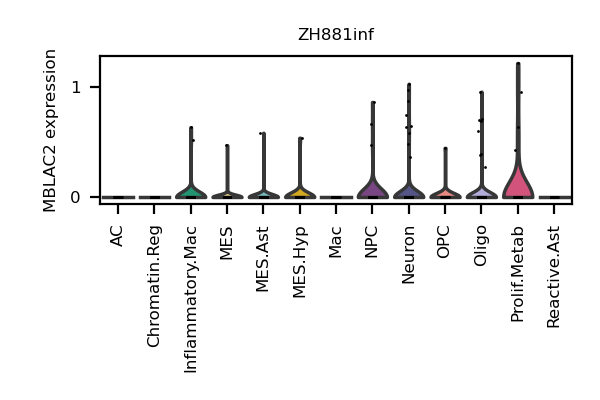 ZH881inf
MBLAC2 expression
1
0
AC
Chromatin.Reg
Inflammatory.Mac
MES
MES.Ast
MES.Hyp
Mac
NPC
Neuron
OPC
Oligo
Prolif.Metab
Reactive.Ast